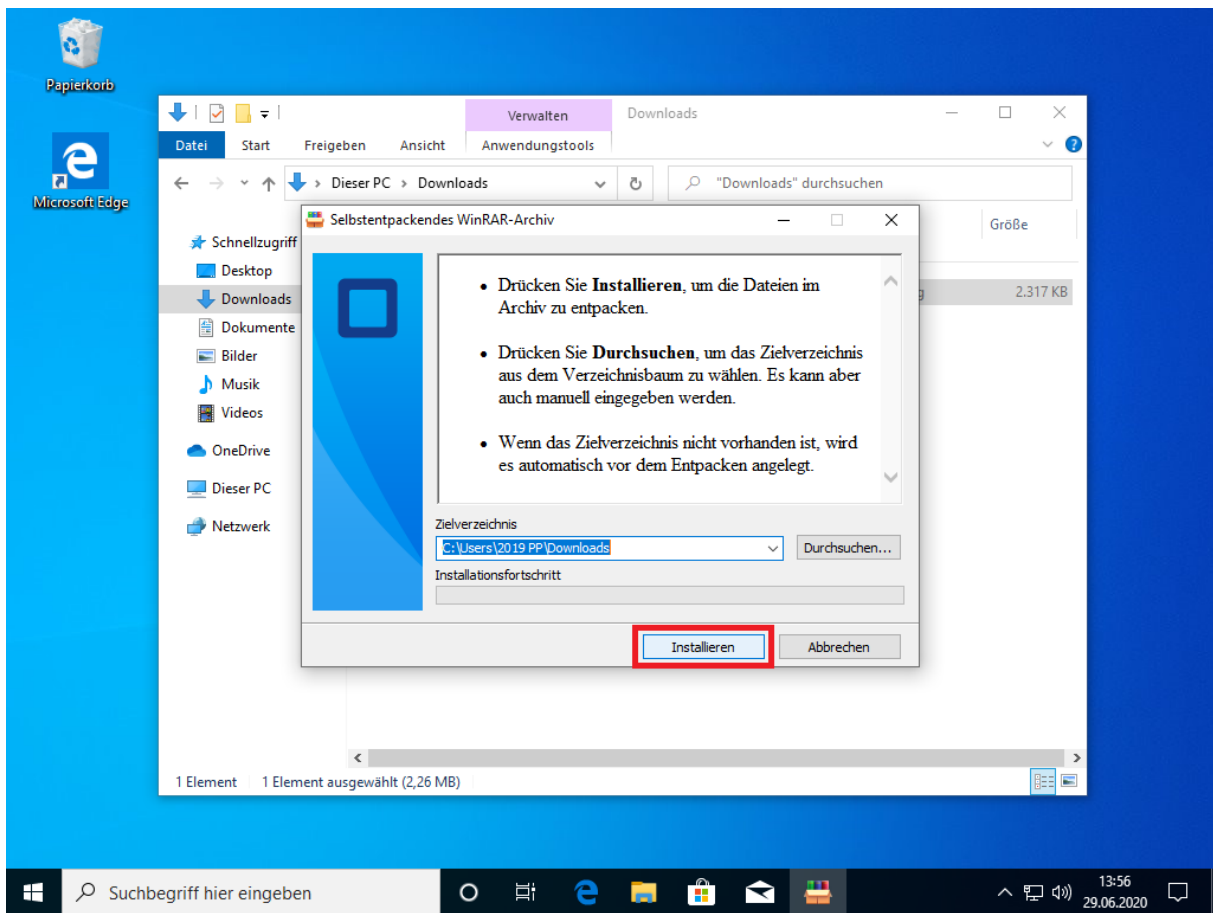 Papierkorb
Microsoft Edge
Verwalten
Downloads
Datei
Start
Freigeben
Ansicht
Anwendungstools
Dieser PC > Downloads
"Downloads" durchsuchen
Größe
Schnellzugriff
Desktop
Downloads
Dokumente
Bilder
Musik
Videos
OneDrive
Dieser PC
Netzwerk
2.317 KB
Selbstentpackendes WinRAR-Archiv
• Drücken Sie Installieren, um die Dateien im
Archiv zu entpacken.
• Drücken Sie Durchsuchen, um das Zielverzeichnis
aus dem Verzeichnisbaum zu wählen. Es kann aber
auch manuell eingegeben werden.
• Wenn das Zielverzeichnis nicht vorhanden ist, wird
es automatisch vor dem Entpacken angelegt.
Zielverzeichnis
C:\Users\2019 PP\Downloads
Durchsuchen...
Installationsfortschritt
Installieren
Abbrechen
1 Element
1 Element ausgewählt (2,26 MB)
Suchbegriff hier eingeben
13:56
29.06.2020